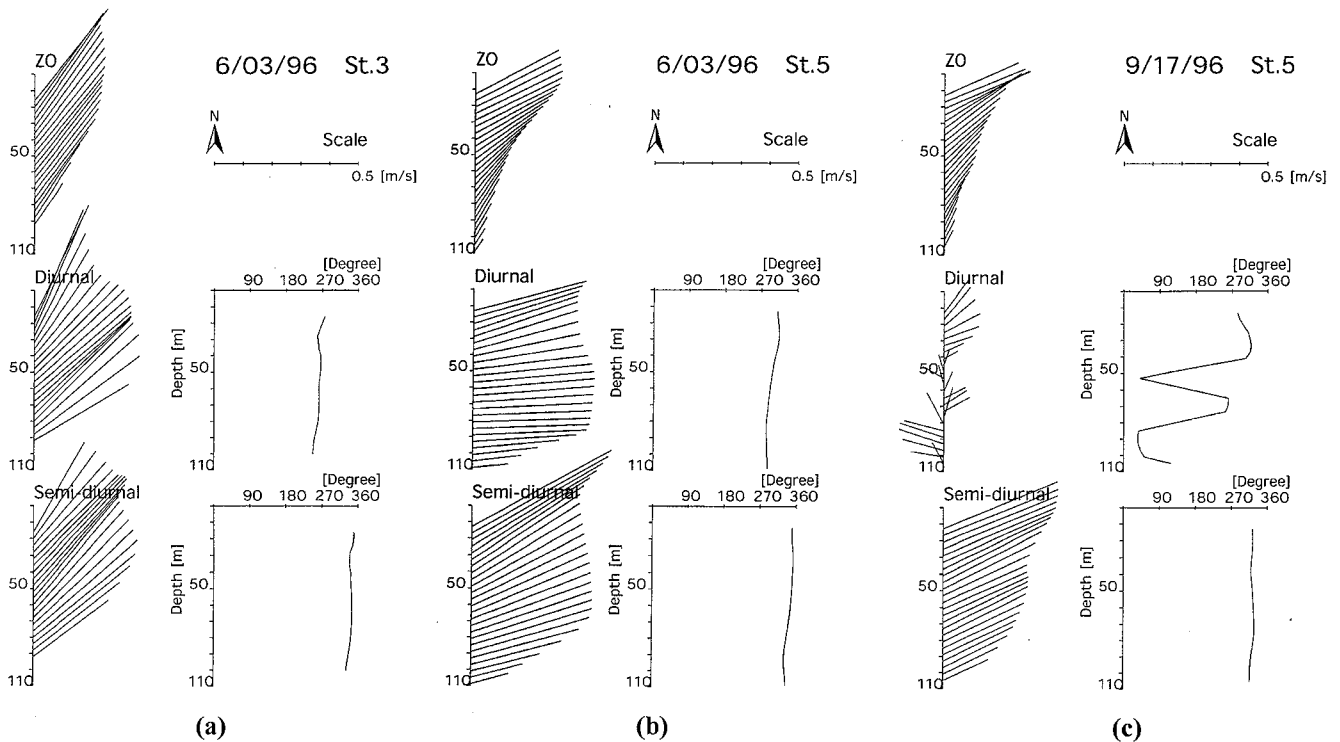 ZO
6/03/96 St.3
N
Scale
0.5 [m/s]
50
110
Diurnal
[Degree]
90 180 270 360
50
Depth [m]
50
110
110
Semi-diurnal
[Degree]
90 180 270 360
50
Depth [m]
50
110
110
(a)
ZO
6/03/96 St.5
N
Scale
0.5 [m/s]
50
110
Diurnal
[Degree]
90 180 270 360
50
Depth [m]
50
110
110
Semi-diurnal
[Degree]
90 180 270 360
50
Depth [m]
50
110
110
(b)
ZO
9/17/96 St.5
N
Scale
0.5 [m/s]
50
110
Diurnal
[Degree]
90 180 270 360
50
Depth [m]
50
110
110
Semi-diurnal
[Degree]
90 180 270 360
50
Depth [m]
50
110
110
(c)